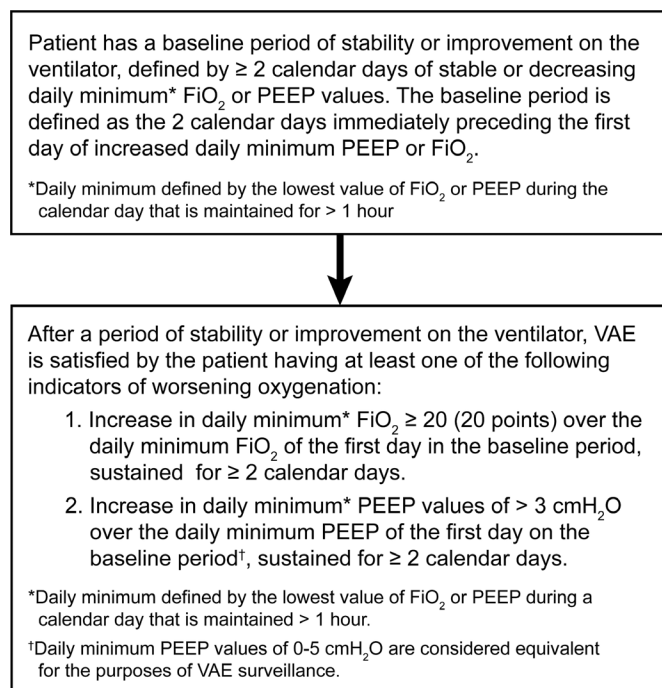 Patient has a baseline period of stability or improvement on the
ventilator, defined by ≥ 2 calendar days of stable or decreasing
daily minimum* FiO₂ or PEEP values. The baseline period is
defined as the 2 calendar days immediately preceding the first
day of increased daily minimum PEEP or FiO₂.
*Daily minimum defined by the lowest value of FiO₂ or PEEP during the
calendar day that is maintained for > 1 hour
After a period of stability or improvement on the ventilator, VAE
is satisfied by the patient having at least one of the following
indicators of worsening oxygenation:
1. Increase in daily minimum* FiO₂ ≥ 20 (20 points) over the
daily minimum FiO₂ of the first day in the baseline period,
sustained for ≥ 2 calendar days.
2. Increase in daily minimum* PEEP values of > 3 cmH₂O
over the daily minimum PEEP of the first day on the
baseline period†, sustained for ≥ 2 calendar days.
*Daily minimum defined by the lowest value of FiO₂ or PEEP during a
calendar day that is maintained > 1 hour.
†Daily minimum PEEP values of 0-5 cmH₂O are considered equivalent
for the purposes of VAE surveillance.